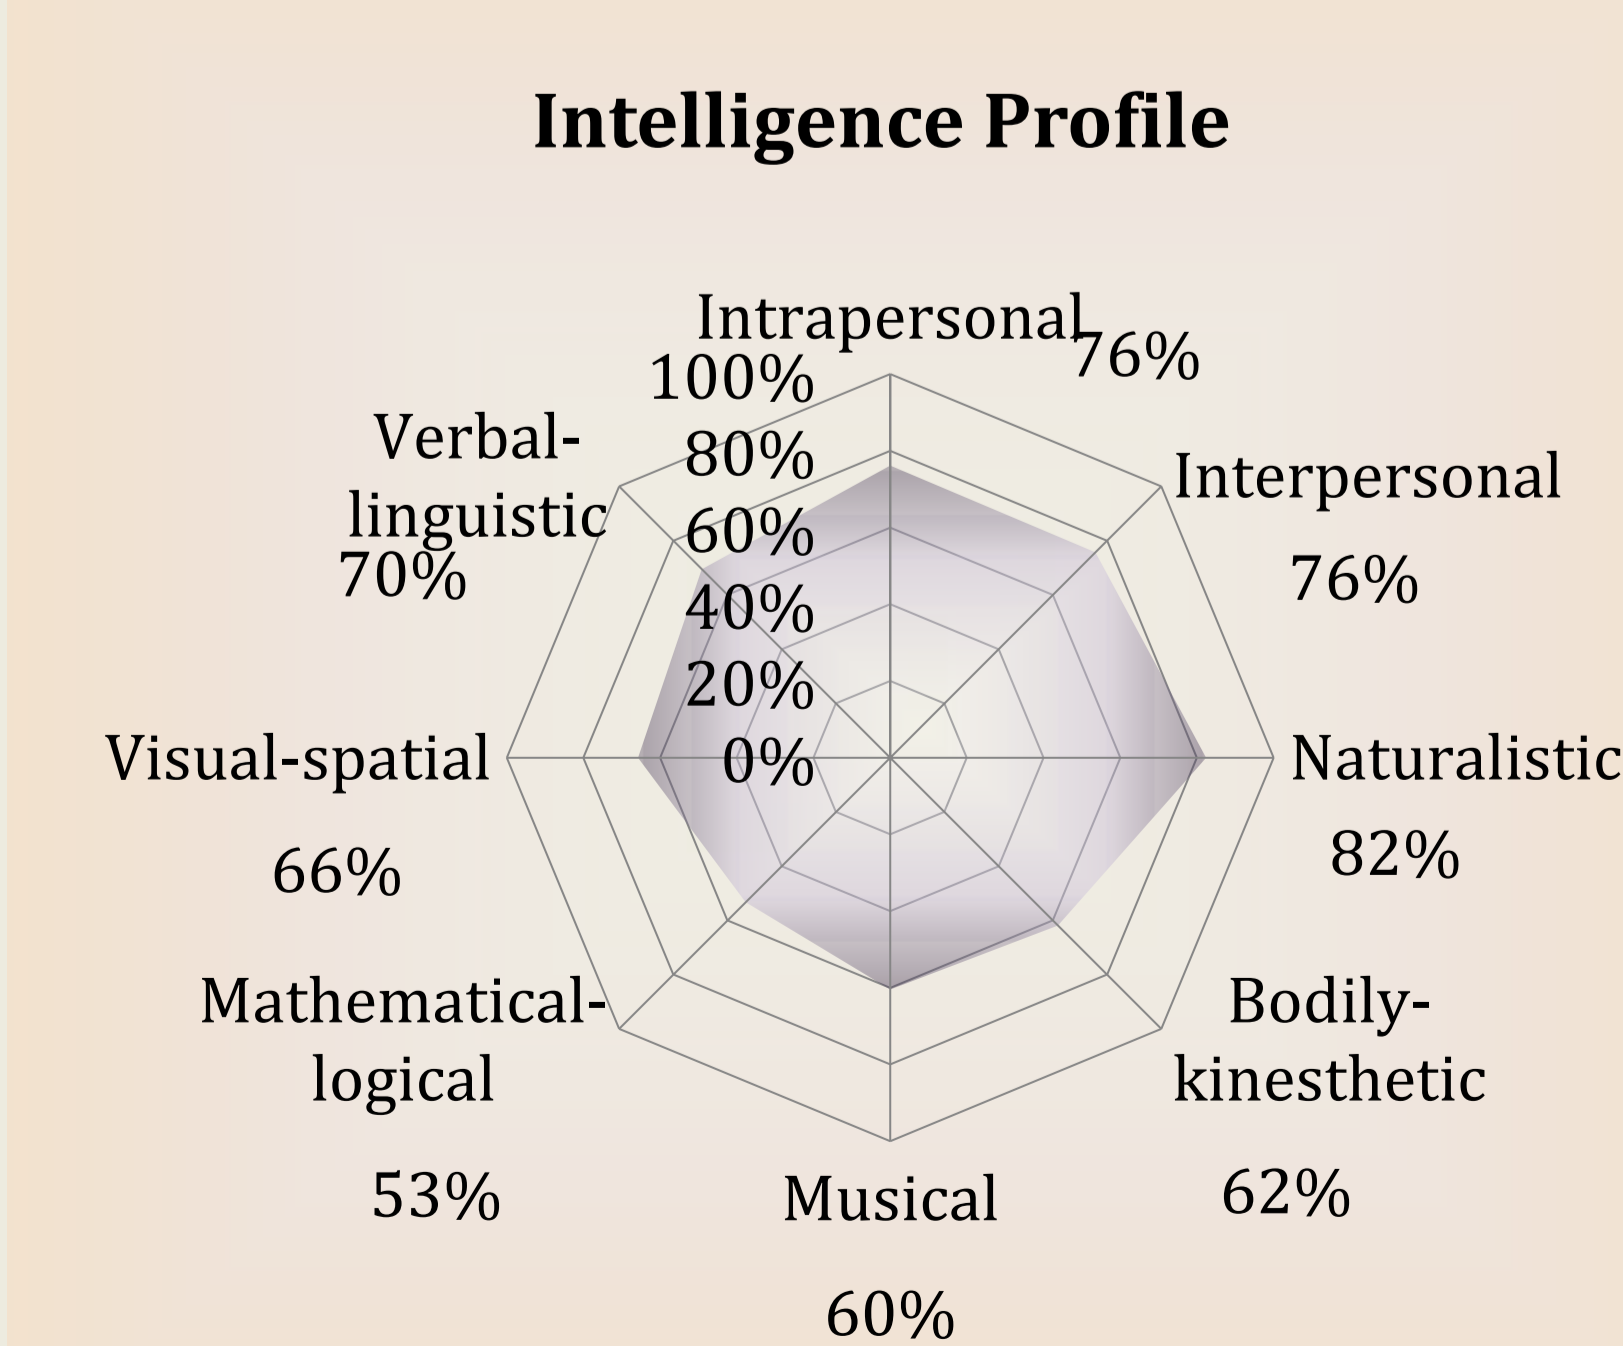 Intelligence Profile
Intrapersonal
76%
100%
80%
60%
40%
20%
0%
Interpersonal
76%
Naturalistic
82%
Bodily-
kinesthetic
62%
Musical
60%
Mathematical-
logical
53%
Visual-spatial
66%
Verbal-
linguistic
70%